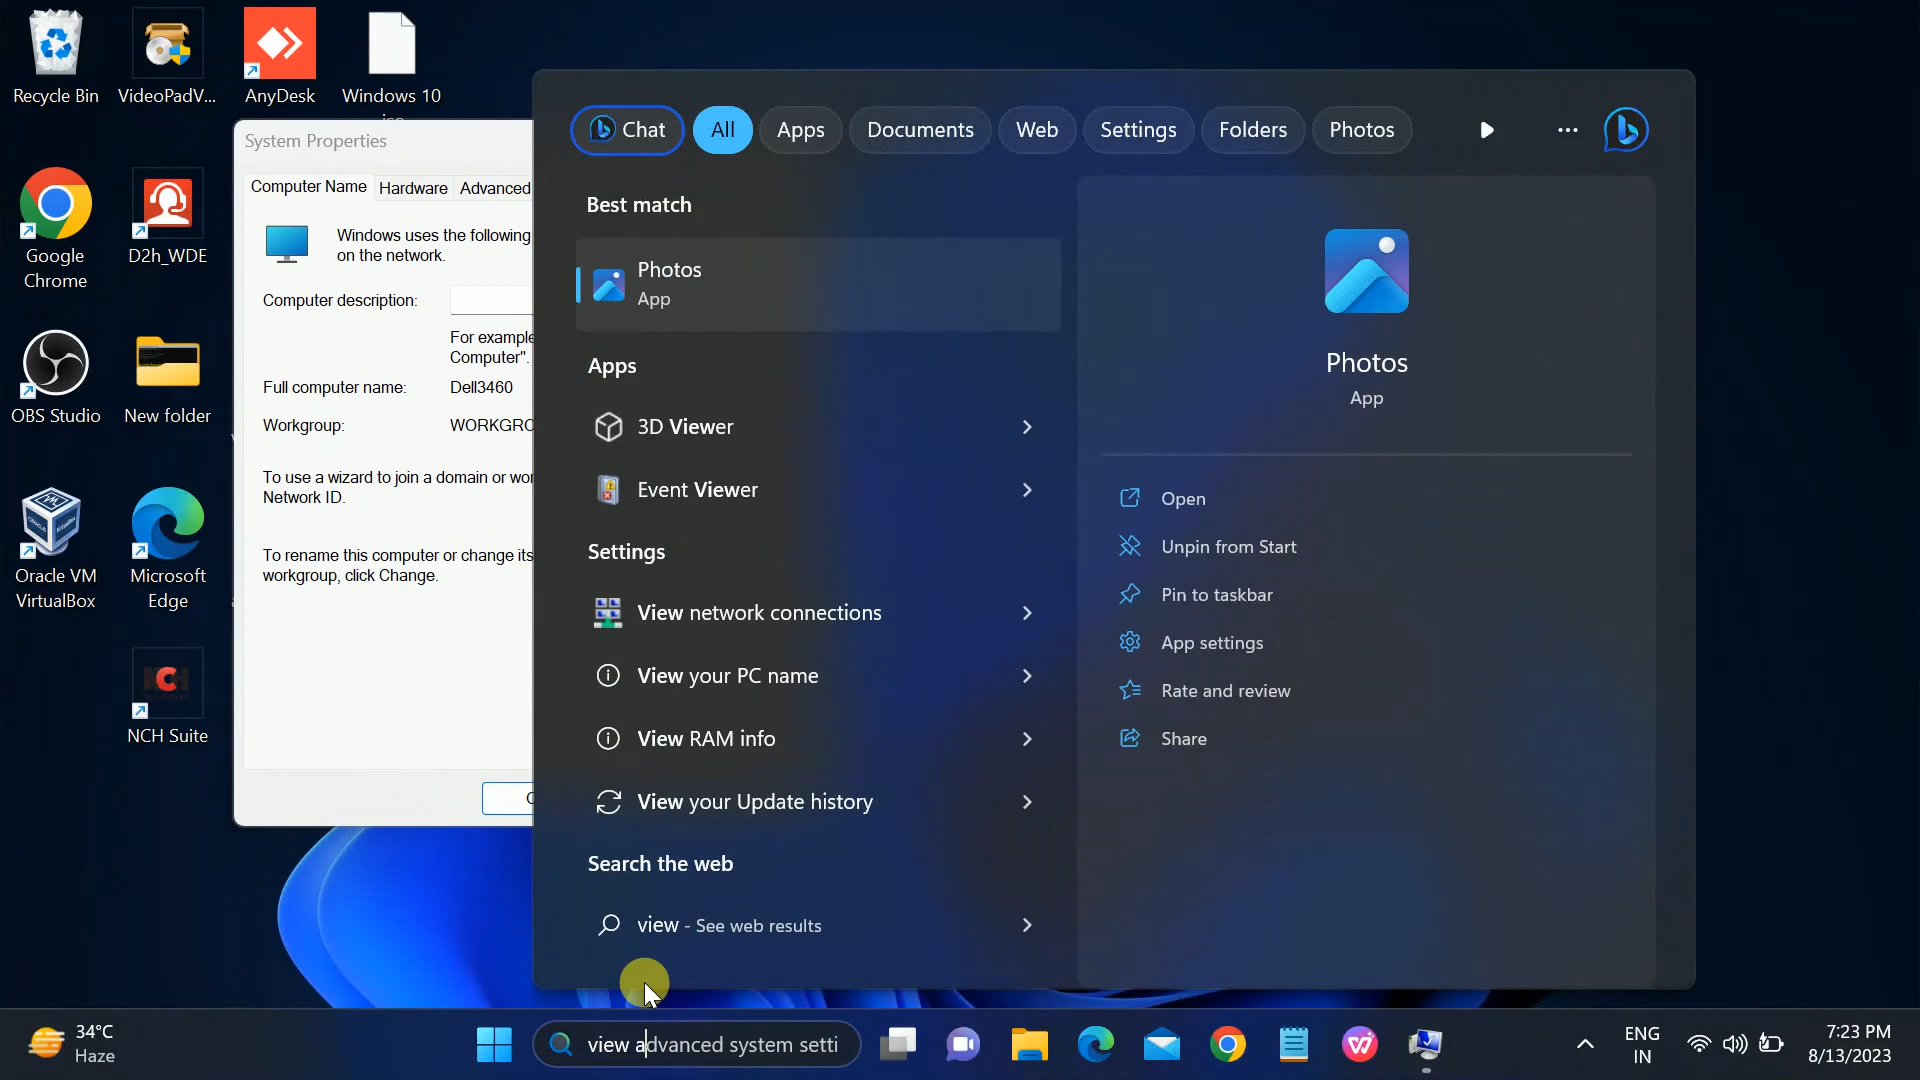 Recycle Bin
VideoPadV...
AnyDesk
Windows 10
Google
Chrome
D2h_WDE
OBS Studio
New folder
Oracle VM
VirtualBox
Microsoft
Edge
NCH Suite
System Properties
Computer Name
Hardware
Advanced
Windows uses the following
on the network.
Computer description:
For example
Computer".
Full computer name:
Dell3460
Workgroup:
WORKGRO
To use a wizard to join a domain or wor
Network ID.
To rename this computer or change its
workgroup, click Change.
Chat
All
Apps
Documents
Web
Settings
Folders
Photos
Best match
Photos
App
Apps
3D Viewer
Event Viewer
Settings
View network connections
View your PC name
View RAM info
View your Update history
Search the web
view - See web results
Photos
App
Open
Unpin from Start
Pin to taskbar
App settings
Rate and review
Share
34°C
Haze
view advanced system setti
ENG
IN
7:23 PM
8/13/2023